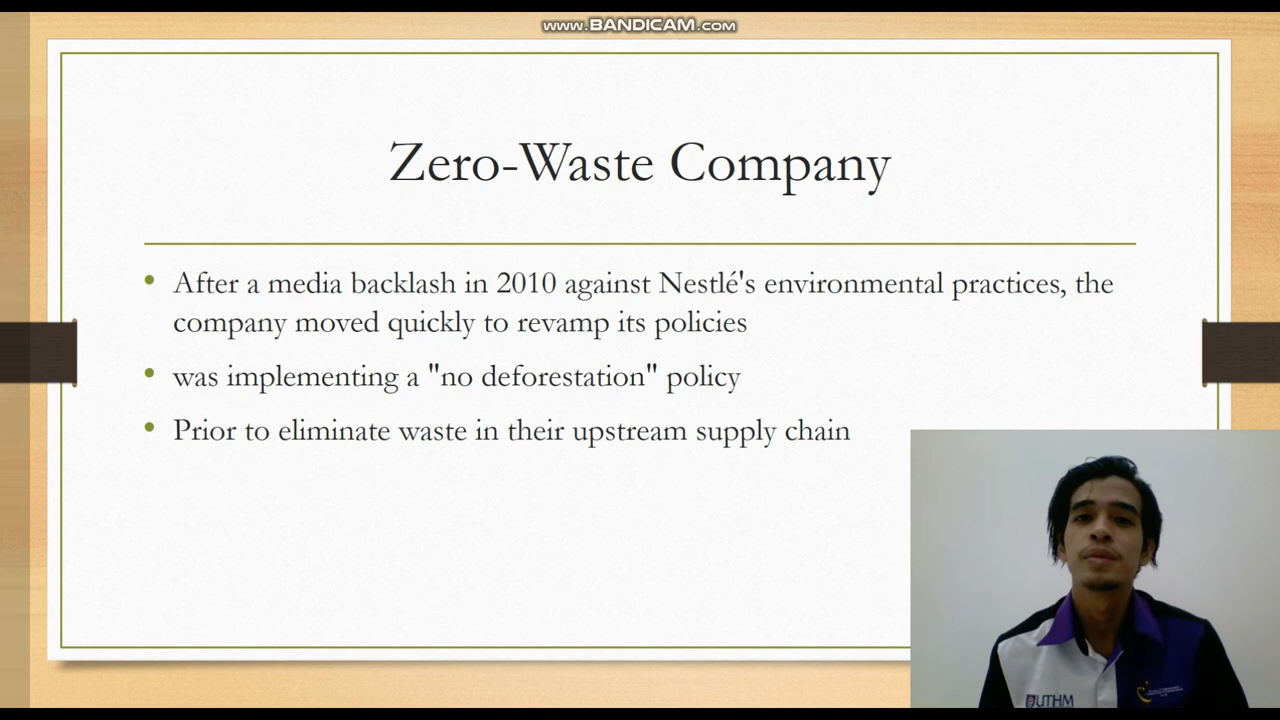 www.BANDICAM.com
Zero-Waste Company
• After a media backlash in 2010 against Nestlé's environmental practices, the
company moved quickly to revamp its policies
• was implementing a "no deforestation" policy
• Prior to eliminate waste in their upstream supply chain
UTHM